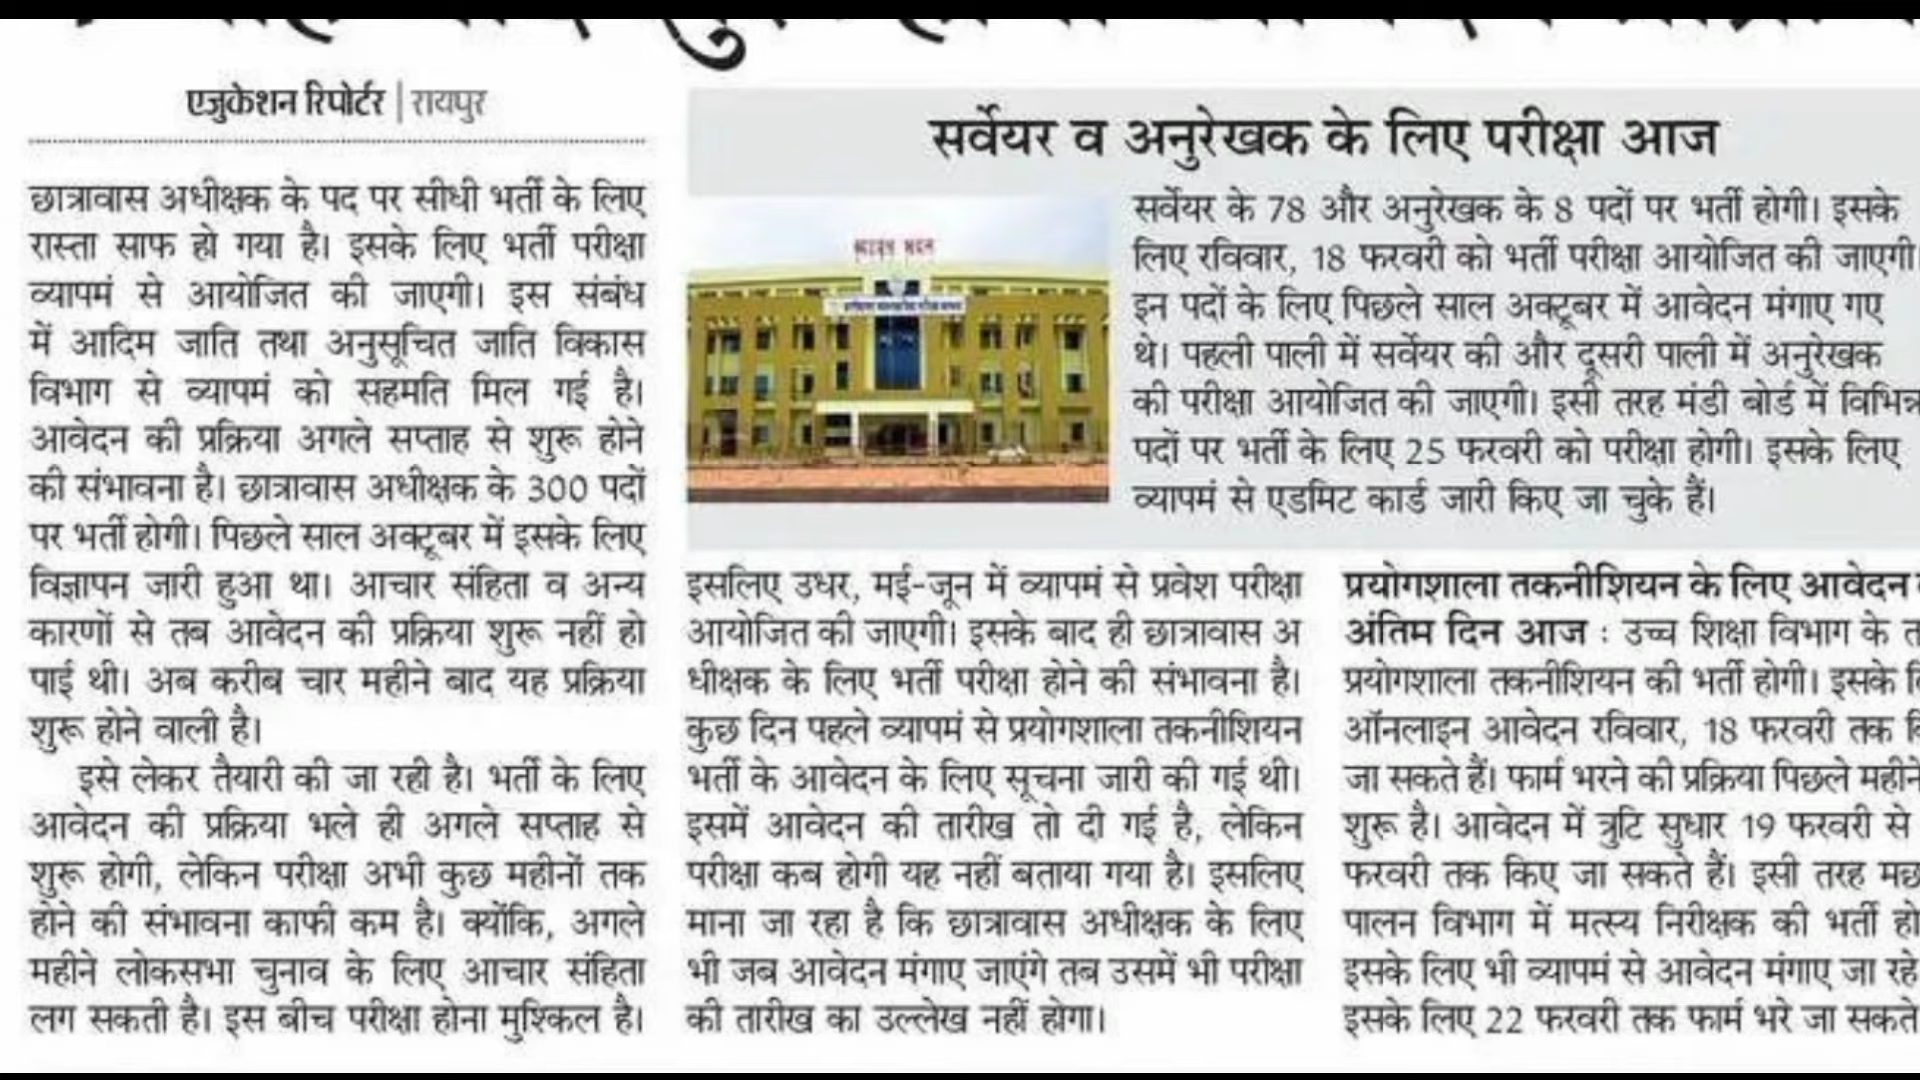 एजुकेशन रिपोर्टर | रायपुर
छात्रावास अधीक्षक के पद पर सीधी भर्ती के लिए
रास्ता साफ हो गया है। इसके लिए भर्ती परीक्षा
व्यापमं से आयोजित की जाएगी। इस संबंध
में आदिम जाति तथा अनुसूचित जाति विकास
विभाग से व्यापमं को सहमति मिल गई है।
आवेदन की प्रक्रिया अगले सप्ताह से शुरू होने
की संभावना है। छात्रावास अधीक्षक के 300 पदों
पर भर्ती होगी। पिछले साल अक्टूबर में इसके लिए
विज्ञापन जारी हुआ था। आचार संहिता व अन्य
कारणों से तब आवेदन की प्रक्रिया शुरू नहीं हो
पाई थी। अब करीब चार महीने बाद यह प्रक्रिया
शुरू होने वाली है।
इसे लेकर तैयारी की जा रही है। भर्ती के लिए
आवेदन की प्रक्रिया भले ही अगले सप्ताह से
शुरू होगी, लेकिन परीक्षा अभी कुछ महीनों तक
होने की संभावना काफी कम है। क्योंकि, अगले
महीने लोकसभा चुनाव के लिए आचार संहिता
लग सकती है। इस बीच परीक्षा होना मुश्किल है।
सर्वेयर व अनुरेखक के लिए परीक्षा आज
सर्वेयर के 78 और अनुरेखक के 8 पदों पर भर्ती होगी। इसके
लिए रविवार, 18 फरवरी को भर्ती परीक्षा आयोजित की जाएगी।
इन पदों के लिए पिछले साल अक्टूबर में आवेदन मंगाए गए
थे। पहली पाली में सर्वेयर की और दूसरी पाली में अनुरेखक
की परीक्षा आयोजित की जाएगी। इसी तरह मंडी बोर्ड में विभिन्न
पदों पर भर्ती के लिए 25 फरवरी को परीक्षा होगी। इसके लिए
व्यापमं से एडमिट कार्ड जारी किए जा चुके हैं।
इसलिए उधर, मई-जून में व्यापमं से प्रवेश परीक्षा
आयोजित की जाएगी। इसके बाद ही छात्रावास अ
धीक्षक के लिए भर्ती परीक्षा होने की संभावना है।
कुछ दिन पहले व्यापमं से प्रयोगशाला तकनीशियन
भर्ती के आवेदन के लिए सूचना जारी की गई थी।
इसमें आवेदन की तारीख तो दी गई है, लेकिन
परीक्षा कब होगी यह नहीं बताया गया है। इसलिए
माना जा रहा है कि छात्रावास अधीक्षक के लिए
भी जब आवेदन मंगाए जाएंगे तब उसमें भी परीक्षा
की तारीख का उल्लेख नहीं होगा।
प्रयोगशाला तकनीशियन के लिए आवेदन
अंतिम दिन आज : उच्च शिक्षा विभाग के
प्रयोगशाला तकनीशियन की भर्ती होगी। इसके
ऑनलाइन आवेदन रविवार, 18 फरवरी तक
जा सकते हैं। फार्म भरने की प्रक्रिया पिछले महीने
शुरू है। आवेदन में त्रुटि सुधार 19 फरवरी से
फरवरी तक किए जा सकते हैं। इसी तरह मछ
पालन विभाग में मत्स्य निरीक्षक की भर्ती हो
इसके लिए भी व्यापमं से आवेदन मंगाए जा रहे
इसके लिए 22 फरवरी तक फार्म भरे जा सकते